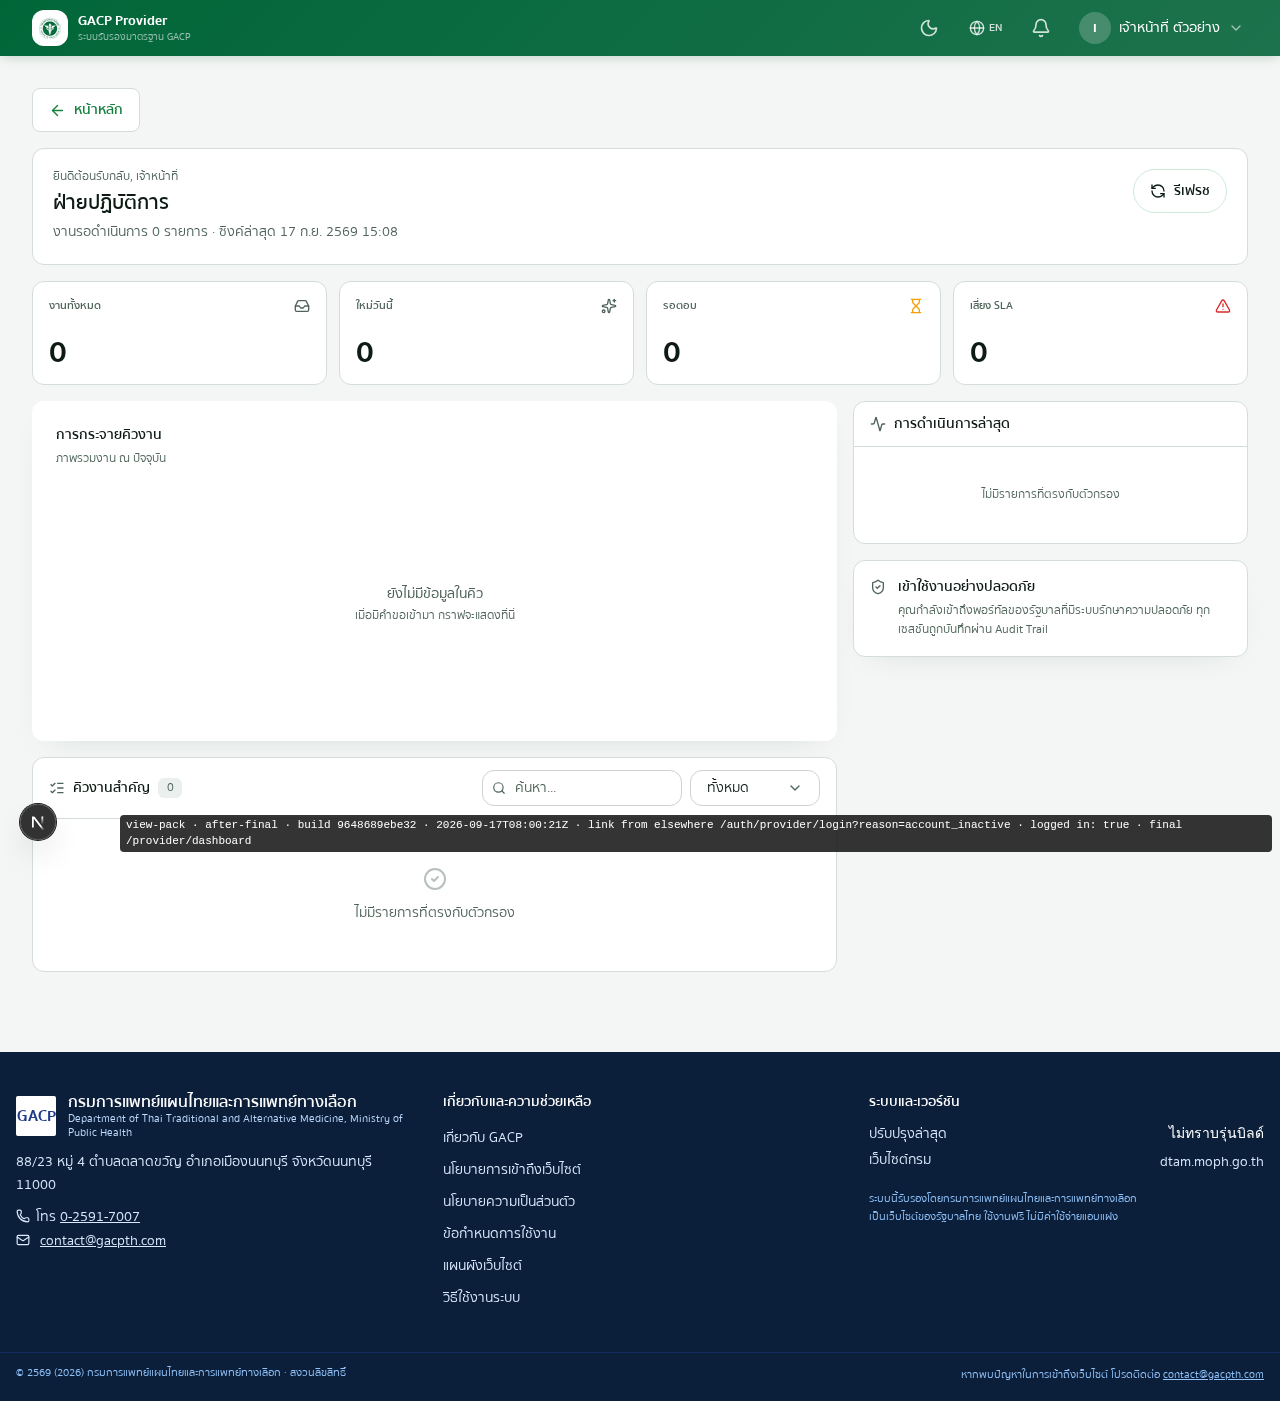 GACP Provider
ระบบรับรองมาตรฐาน GACP
EN
I
เจ้าหน้าที่ ตัวอย่าง
หน้าหลัก
ยินดีต้อนรับกลับ, เจ้าหน้าที่
ฝ่ายปฏิบัติการ
งานรอดำเนินการ 0 รายการ · ซิงค์ล่าสุด 17 ก.ย. 2569 15:08
รีเฟรช
งานทั้งหมด
0
ใหม่วันนี้
0
รอตอบ
0
เสี่ยง SLA
0
การกระจายคิวงาน
ภาพรวมงาน ณ ปัจจุบัน
ยังไม่มีข้อมูลในคิว
เมื่อมีคำขอเข้ามา กราฟจะแสดงที่นี่
การดำเนินการล่าสุด
ไม่มีรายการที่ตรงกับตัวกรอง
เข้าใช้งานอย่างปลอดภัย
คุณกำลังเข้าถึงพอร์ทัลของรัฐบาลที่มีระบบรักษาความปลอดภัย ทุก
เซสชันถูกบันทึกผ่าน Audit Trail
คิวงานสำคัญ 0
ค้นหา...
ทั้งหมด
N
view-pack · after-final · build 9648689ebe32 · 2026-09-17T08:00:21Z · link from elsewhere /auth/provider/login?reason=account_inactive · logged in: true · final
/provider/dashboard
ไม่มีรายการที่ตรงกับตัวกรอง
GACP
กรมการแพทย์แผนไทยและการแพทย์ทางเลือก
Department of Thai Traditional and Alternative Medicine, Ministry of
Public Health
88/23 หมู่ 4 ตำบลตลาดขวัญ อำเภอเมืองนนทบุรี จังหวัดนนทบุรี
11000
โทร 0-2591-7007
contact@gacpth.com
เกี่ยวกับและความช่วยเหลือ
เกี่ยวกับ GACP
นโยบายการเข้าถึงเว็บไซต์
นโยบายความเป็นส่วนตัว
ข้อกำหนดการใช้งาน
แผนผังเว็บไซต์
วิธีใช้งานระบบ
ระบบและเวอร์ชัน
ปรับปรุงล่าสุด
ไม่ทราบรุ่นบิลด์
เว็บไซต์กรม
dtam.moph.go.th
ระบบนี้รับรองโดยกรมการแพทย์แผนไทยและการแพทย์ทางเลือก
เป็นเว็บไซต์ของรัฐบาลไทย ใช้งานฟรี ไม่มีค่าใช้จ่ายแอบแฝง
© 2569 (2026) กรมการแพทย์แผนไทยและการแพทย์ทางเลือก · สงวนลิขสิทธิ์
หากพบปัญหาในการเข้าถึงเว็บไซต์ โปรดติดต่อ contact@gacpth.com